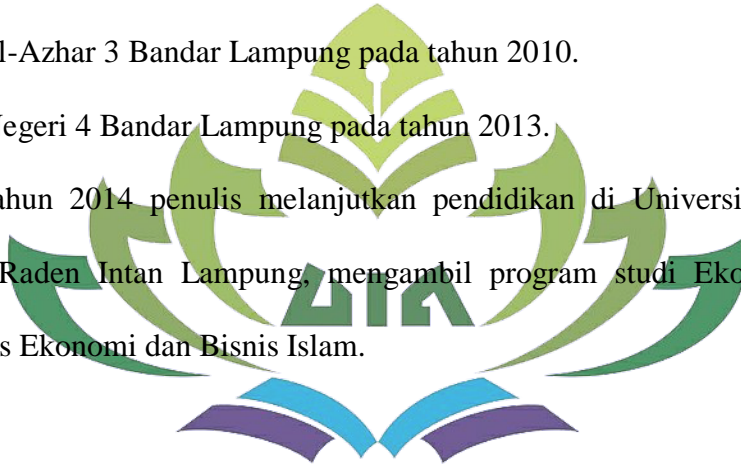 l-Azhar 3 Bandar Lampung pada tahun 2010.
Negeri 4 Bandar Lampung pada tahun 2013.
ahun 2014 penulis melanjutkan pendidikan di Universi
Raden Intan Lampung, mengambil program studi Eko
s Ekonomi dan Bisnis Islam.